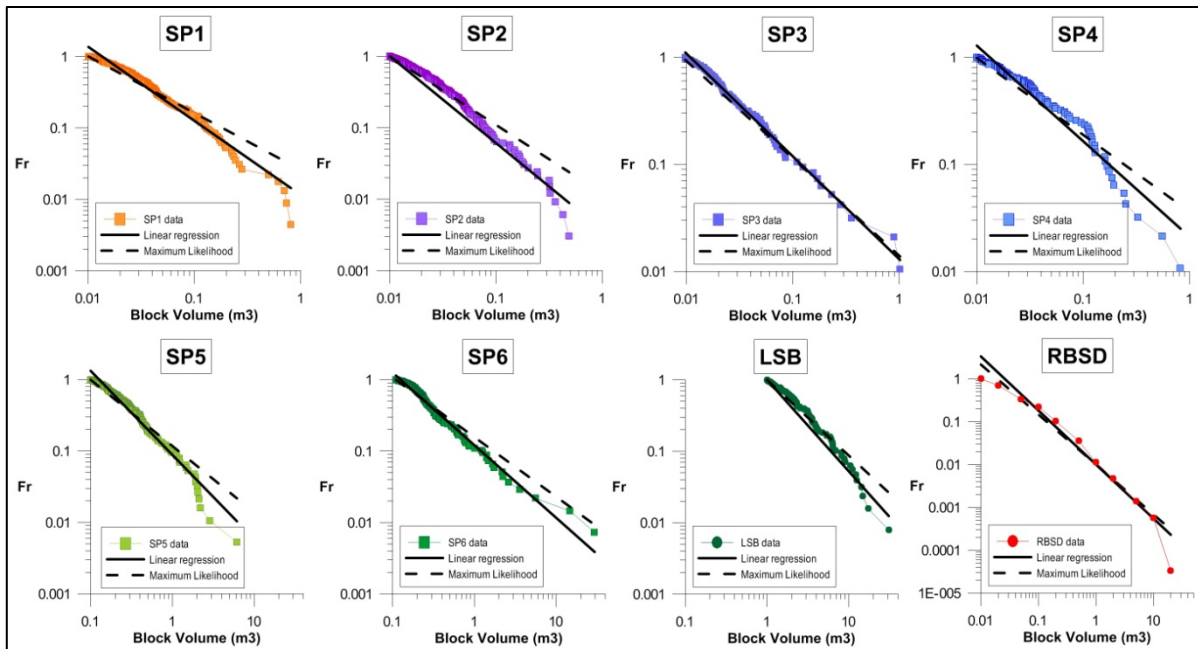 SP1
SP2
SP3
SP4
1
0.1
Fr
0.01
0.001
SP1 data
Linear regression
Maximum Likelihood
0.01
0.1
1
Block Volume (m3)
1
0.1
Fr
0.01
0.001
SP2 data
Linear regression
Maximum Likelihood
0.01
0.1
1
Block Volume (m3)
1
0.1
Fr
0.01
SP3 data
Linear regression
Maximum Likelihood
0.01
0.1
1
Block Volume (m3)
1
0.1
Fr
0.01
SP4 data
Linear regression
Maximum Likelihood
0.01
0.1
1
Block Volume (m3)
SP5
SP6
LSB
RBSD
1
0.1
Fr
0.01
0.001
SP5 data
Linear regression
Maximum Likelihood
0.1
1
10
Block Volume (m3)
1
0.1
Fr
0.01
0.001
SP6 data
Linear regression
Maximum Likelihood
0.1
1
10
Block Volume (m3)
1
0.1
Fr
0.01
0.001
LSB data
Linear regression
Maximum Likelihood
0.1
1
10
Block Volume (m3)
1
0.1
0.01
Fr
0.001
0.0001
1E-005
RBSD data
Linear regression
Maximum Likelihood
0.01
0.1
1
10
Block Volume (m3)